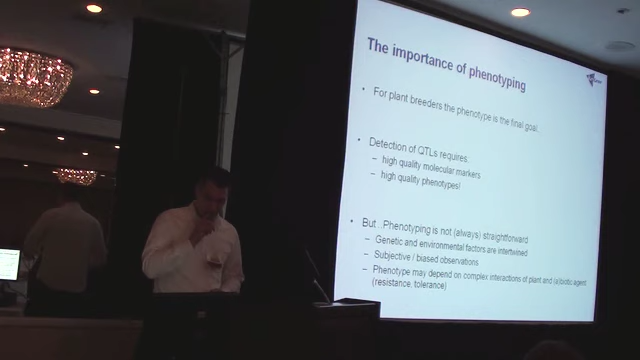 The importance of phenotyping
• For plant breeders the phenotype is the final goal..
• Detection of QTLs requires:
– high quality molecular markers
– high quality phenotypes!
• But...Phenotyping is not (always) straightforward
– Genetic and environmental factors are intertwined
– Subjective / biased observations
– Phenotype may depend on complex interactions of plant and (a)biotic agent
(resistance, tolerance)